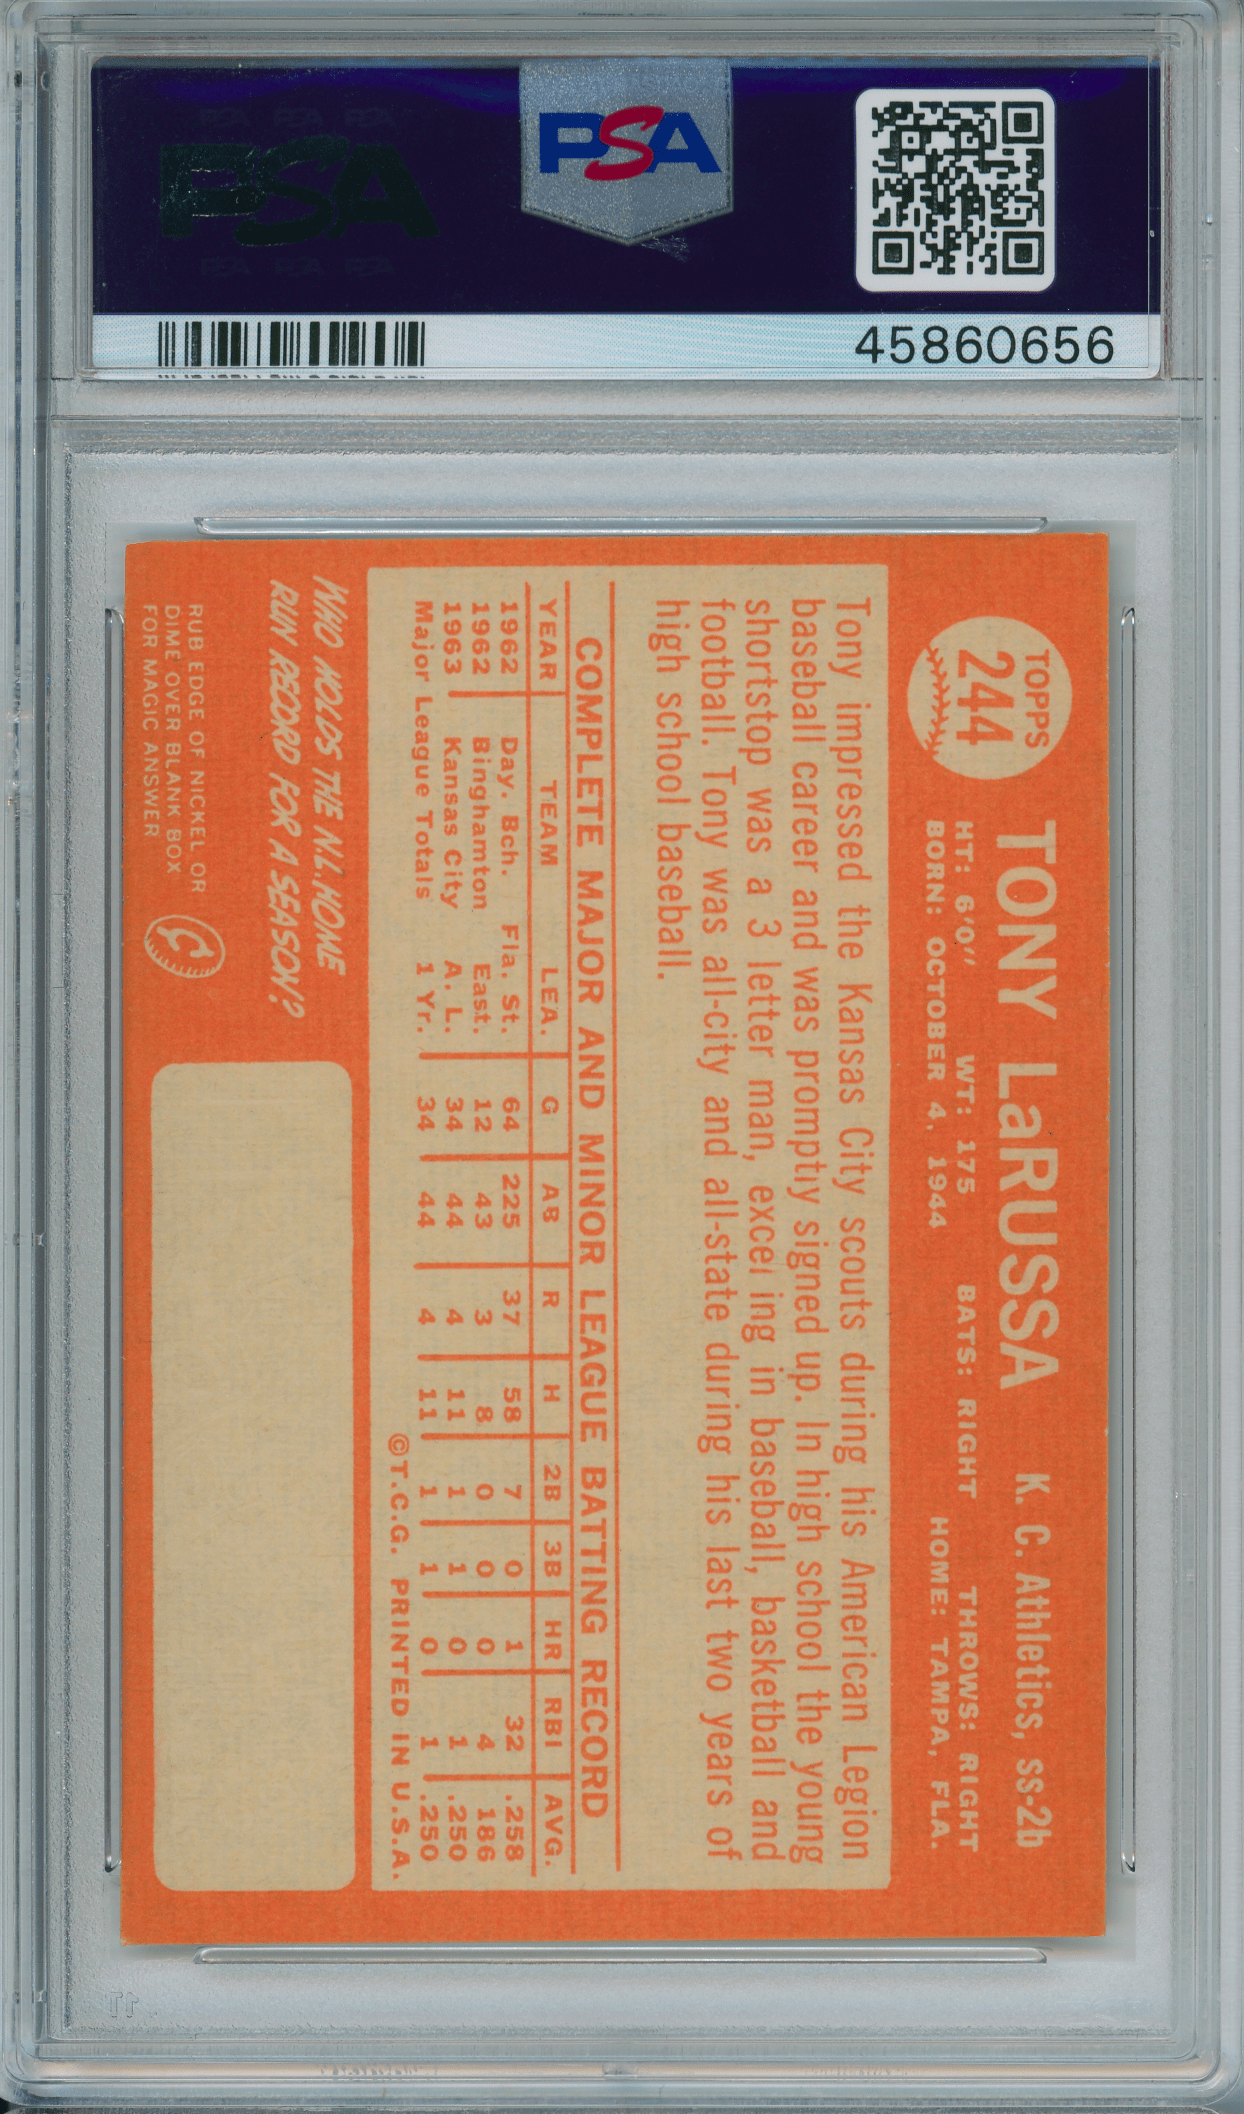 PSA
PSA
45860656
TOPPS
244
TONY LaRUSSA K. C. Athletics, ss-2b
HT: 6'0" WT: 175 BATS: RIGHT THROWS: RIGHT
BORN: OCTOBER 4, 1944 HOME: TAMPA, FLA.
Tony impressed the Kansas City scouts during his American Legion
baseball career and was promptly signed up. In high school the young
shortstop was a 3 letter man, excel ing in baseball, basketball and
football. Tony was all-city and all-state during his last two years of
high school baseball.
COMPLETE MAJOR AND MINOR LEAGUE BATTING RECORD
YEAR TEAM LEA. G AB R H 2B 3B HR RBI AVG.
1962 Day. Bch. Fla. St. 64 225 37 58 7 0 1 32 .258
1962 Binghamton East. 12 43 3 8 0 0 0 4 .186
1963 Kansas City A. L. 34 44 4 11 1 1 0 1 .250
Major League Totals 1 Yr. 34 44 4 11 1 1 0 1 .250
©T.C.G. PRINTED IN U.S.A.
WHO HOLDS THE N.L. HOME
RUN RECORD FOR A SEASON?
RUB EDGE OF NICKEL OR
DIME OVER BLANK BOX
FOR MAGIC ANSWER